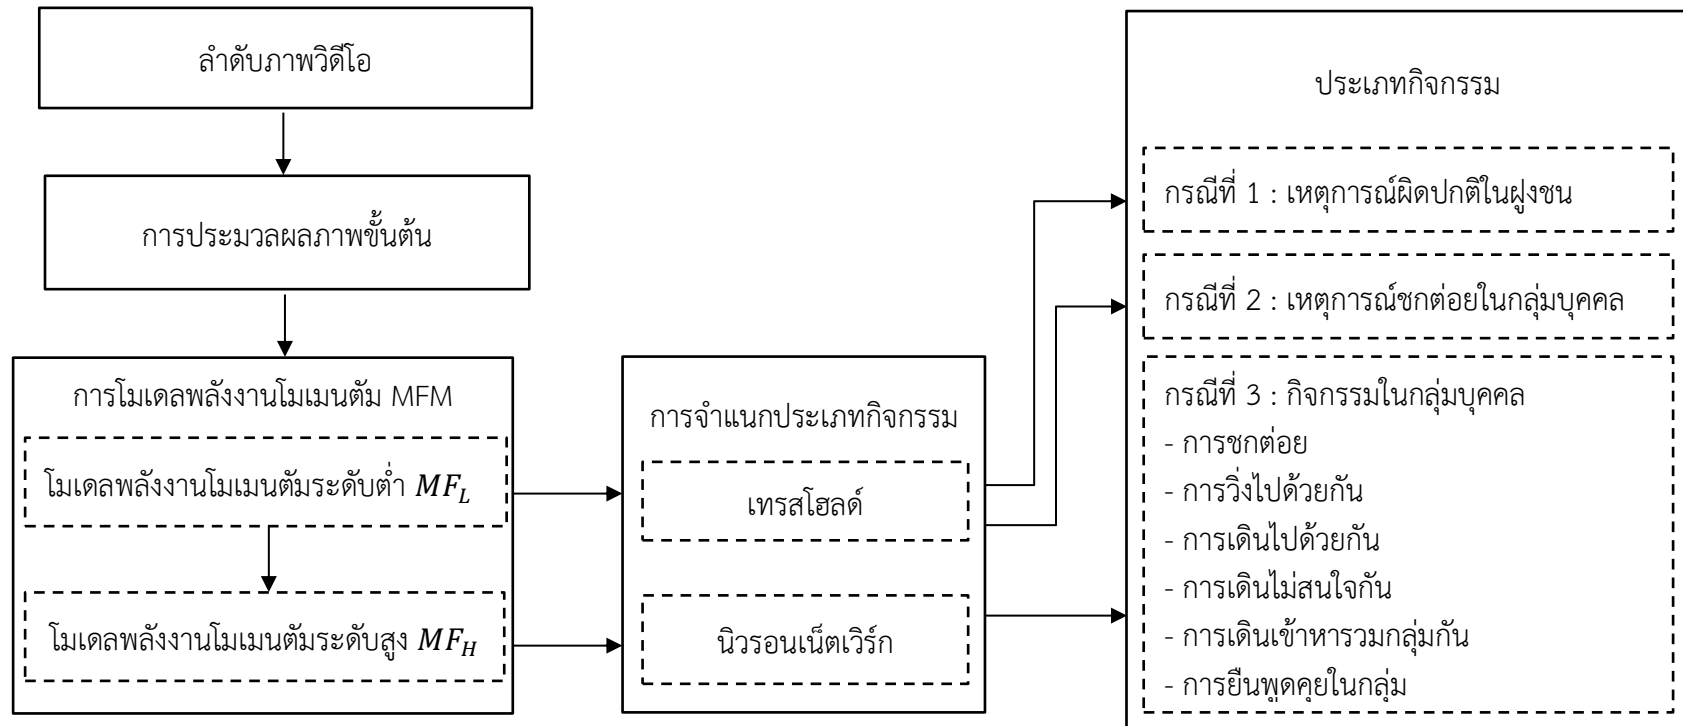 ลำดับภาพวิดีโอ
การประมวลผลภาพขั้นต้น
การโมเดลพลังงานโมเมนตัม MFM
โมเดลพลังงานโมเมนตัมระดับต่ำ MF_L
โมเดลพลังงานโมเมนตัมระดับสูง MF_H
การจำแนกประเภทกิจกรรม
เทรสโฮลด์
นิวรอนเน็ตเวิร์ก
ประเภทกิจกรรม
กรณีที่ 1 : เหตุการณ์ผิดปกติในฝูงชน
กรณีที่ 2 : เหตุการณ์ชกต่อยในกลุ่มบุคคล
กรณีที่ 3 : กิจกรรมในกลุ่มบุคคล
- การชกต่อย
- การวิ่งไปด้วยกัน
- การเดินไปด้วยกัน
- การเดินไม่สนใจกัน
- การเดินเข้าหารวมกลุ่มกัน
- การยืนพูดคุยในกลุ่ม